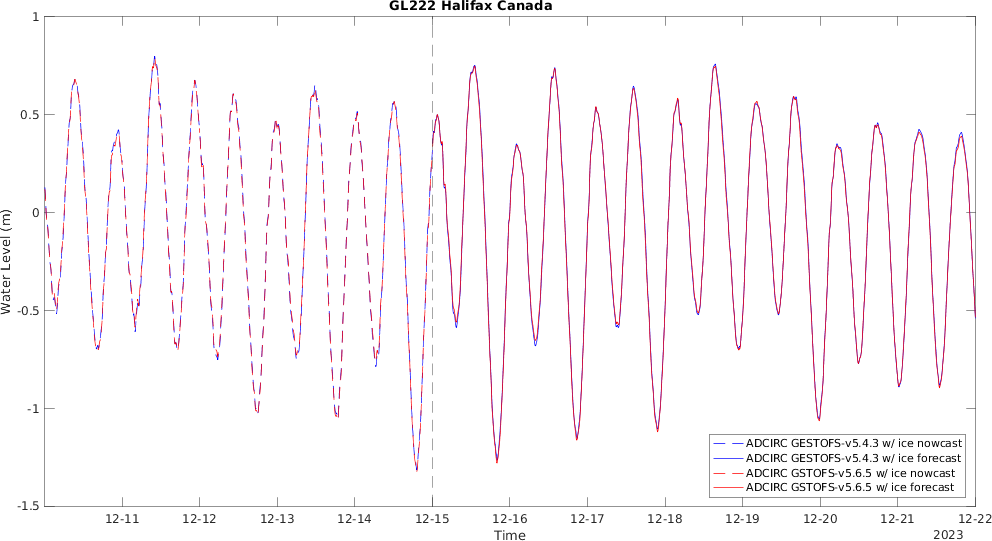 GL222 Halifax Canada
Water Level (m)
1
0.5
0
-0.5
-1
-1.5
ADCIRC GESTOFS-v5.4.3 w/ ice nowcast
ADCIRC GESTOFS-v5.4.3 w/ ice forecast
ADCIRC GSTOFS-v5.6.5 w/ ice nowcast
ADCIRC GSTOFS-v5.6.5 w/ ice forecast
12-11 12-12 12-13 12-14 12-15 12-16 12-17 12-18 12-19 12-20 12-21 12-22
Time
2023